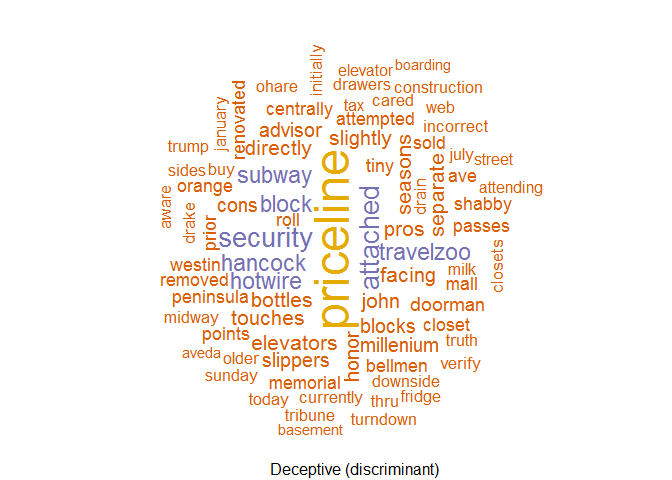 elevator boarding
initially
ohare drawers construction
january renovated centrally tax cared web
advisor attempted incorrect
trump directly slightly sold july street
sides buy subway tiny seasons drain separate ave attending
aware orange shabby
drake prior cons block roll priceline attached pros passes
security travelzoo closets
westin hancock facing milk
removed hotwire mall
peninsula bottles john doorman
midway touches blocks closet
points elevators honor millenium truth
aveda older slippers bellmen verify
sunday memorial downside
today currently thru fridge
tribune turndown
basement
Deceptive (discriminant)